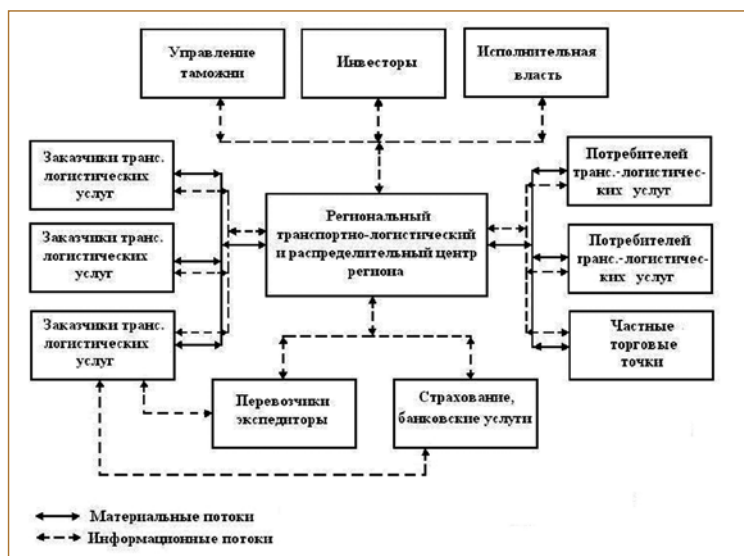 Управление
таможни
Инвесторы
Исполнительная
власть
Заказчики транс.
логистических
услуг
Потребителей
транс.-логистичес-
ких услуг
Региональный
транспортно-логистический
и распределительный центр
региона
Заказчики транс.
логистических
услуг
Потребителей
транс.-логистичес-
ких услуг
Заказчики транс.
логистических
услуг
Частные
торговые
точки
Перевозчики
экспедиторы
Страхование,
банковские услуги
Материальные потоки
Информационные потоки